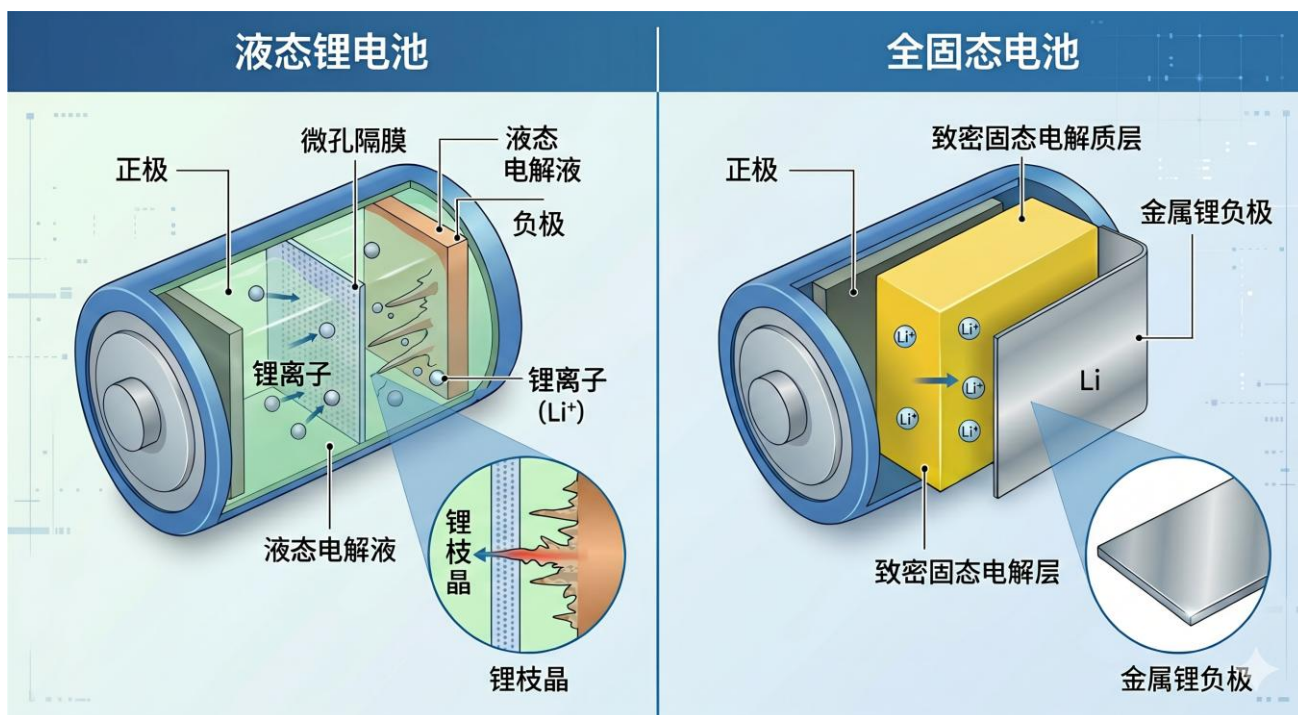 液态锂电池
微孔隔膜
液态
电解液
正极
负极
锂离子
锂离子
(Li⁺)
液态电解液
锂
枝
晶
锂枝晶
全固态电池
致密固态电解质层
正极
金属锂负极
Li⁺
Li⁺
Li⁺
Li⁺
Li⁺
Li
致密固态电解层
金属锂负极